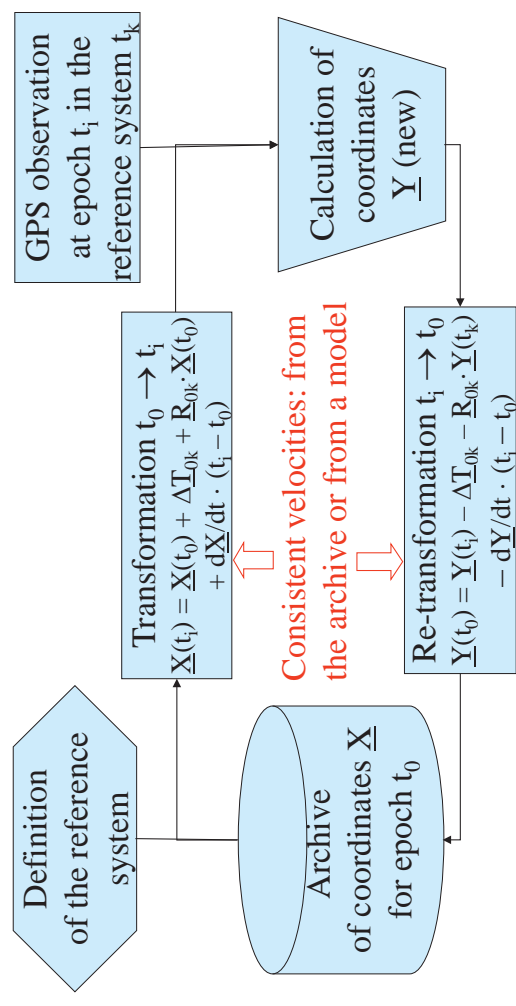 Definition
of the reference
system
GPS observation
at epoch t_i in the
reference system t_k
Transformation t_0 → t_i
X(t_i) = X(t_0) + ΔT_0k + R_0k · X(t_0)
+ dX/dt · (t_i − t_0)
Archive
of coordinates X
for epoch t_0
Consistent velocities: from
the archive or from a model
Calculation of
coordinates
Y (new)
Re-transformation t_i → t_0
Y(t_0) = Y(t_i) − ΔT_0k − R_0k · Y(t_k)
− dY/dt · (t_i − t_0)